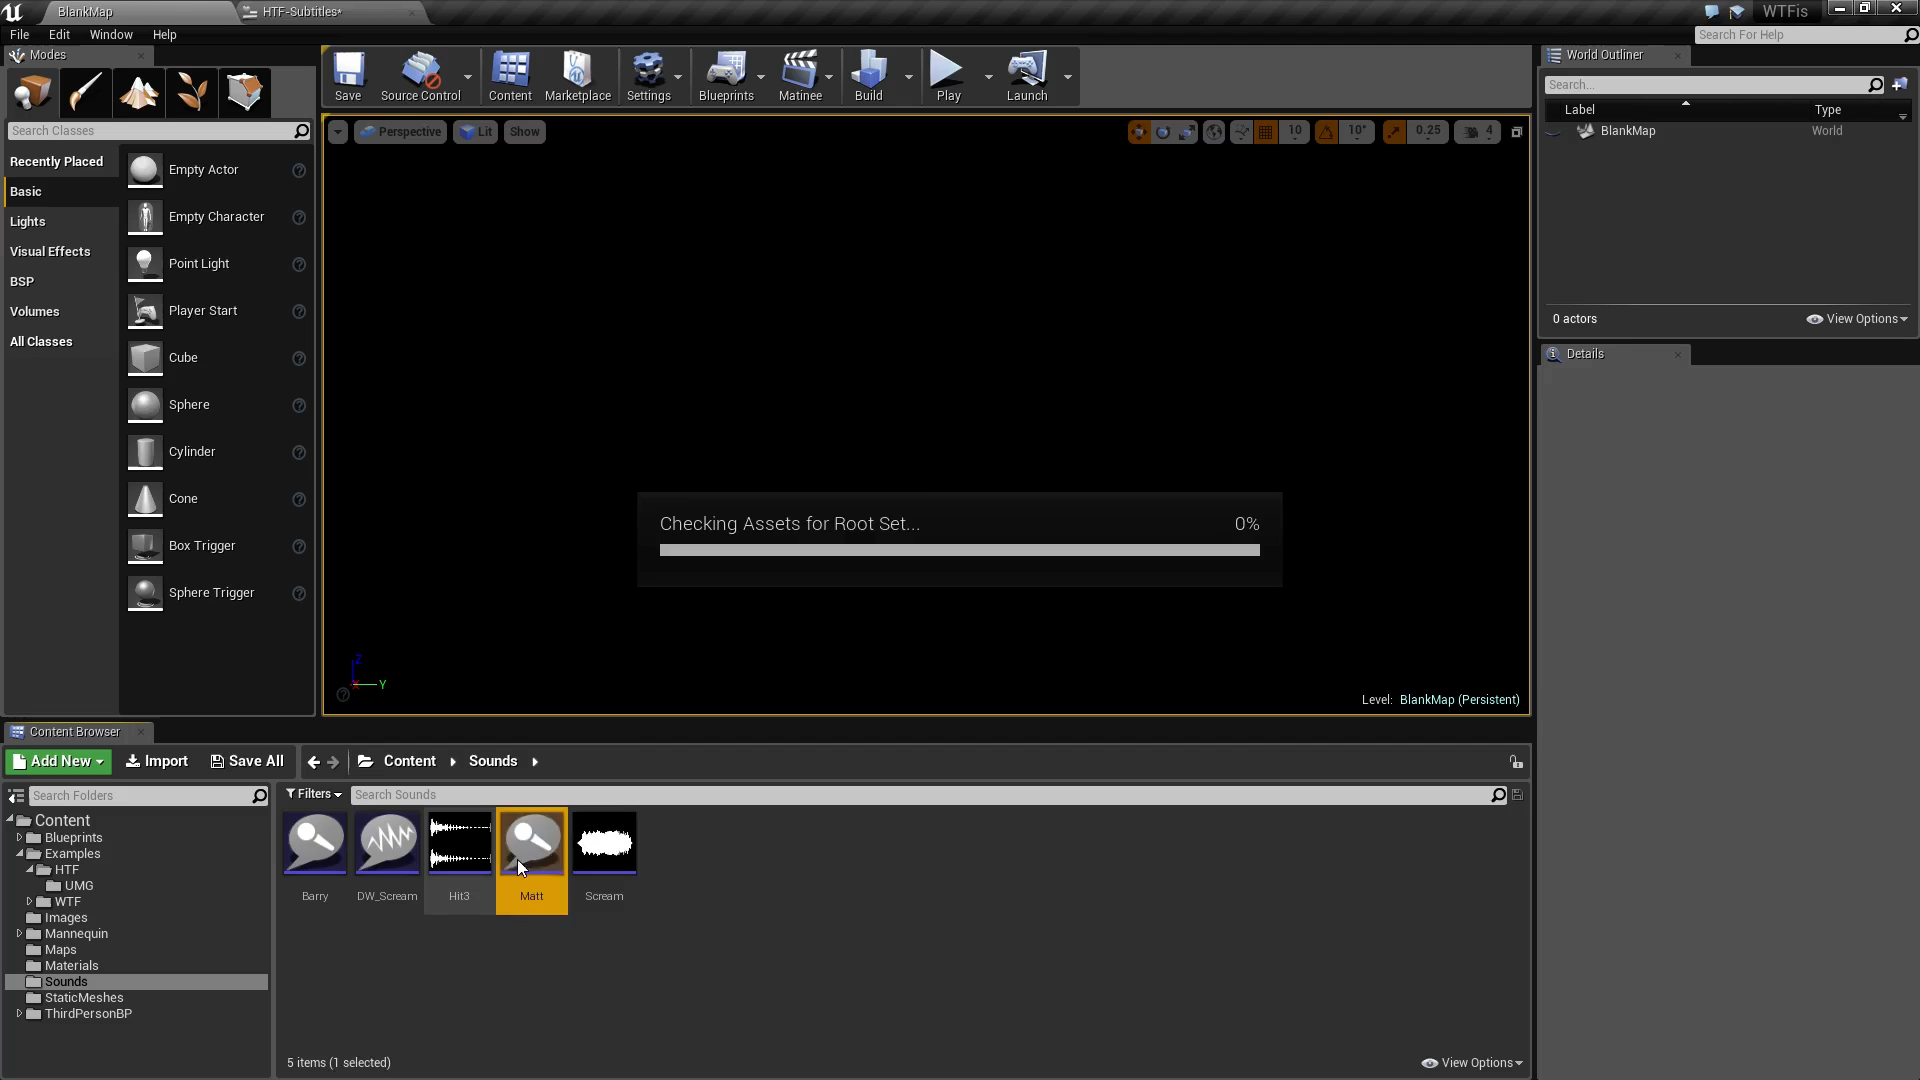 BlankMap
HTF-Subtitles*
WTFis
File Edit Window Help
Search For Help
Modes
Save
Source Control
Content
Marketplace
Settings
Blueprints
Matinee
Build
Play
Launch
World Outliner
Search...
Label
Type
BlankMap
World
0 actors
View Options
Details
Search Classes
Recently Placed
Basic
Lights
Visual Effects
BSP
Volumes
All Classes
Empty Actor
Empty Character
Point Light
Player Start
Cube
Sphere
Cylinder
Cone
Box Trigger
Sphere Trigger
Perspective
Lit
Show
10
10°
0.25
4
Checking Assets for Root Set...
0%
Z
X
Y
Level: BlankMap (Persistent)
Content Browser
Add New
Import
Save All
Content
Sounds
Search Folders
Filters
Search Sounds
Content
Blueprints
Examples
HTF
UMG
WTF
Images
Mannequin
Maps
Materials
Sounds
StaticMeshes
ThirdPersonBP
Barry
DW_Scream
Hit3
Matt
Scream
5 items (1 selected)
View Options